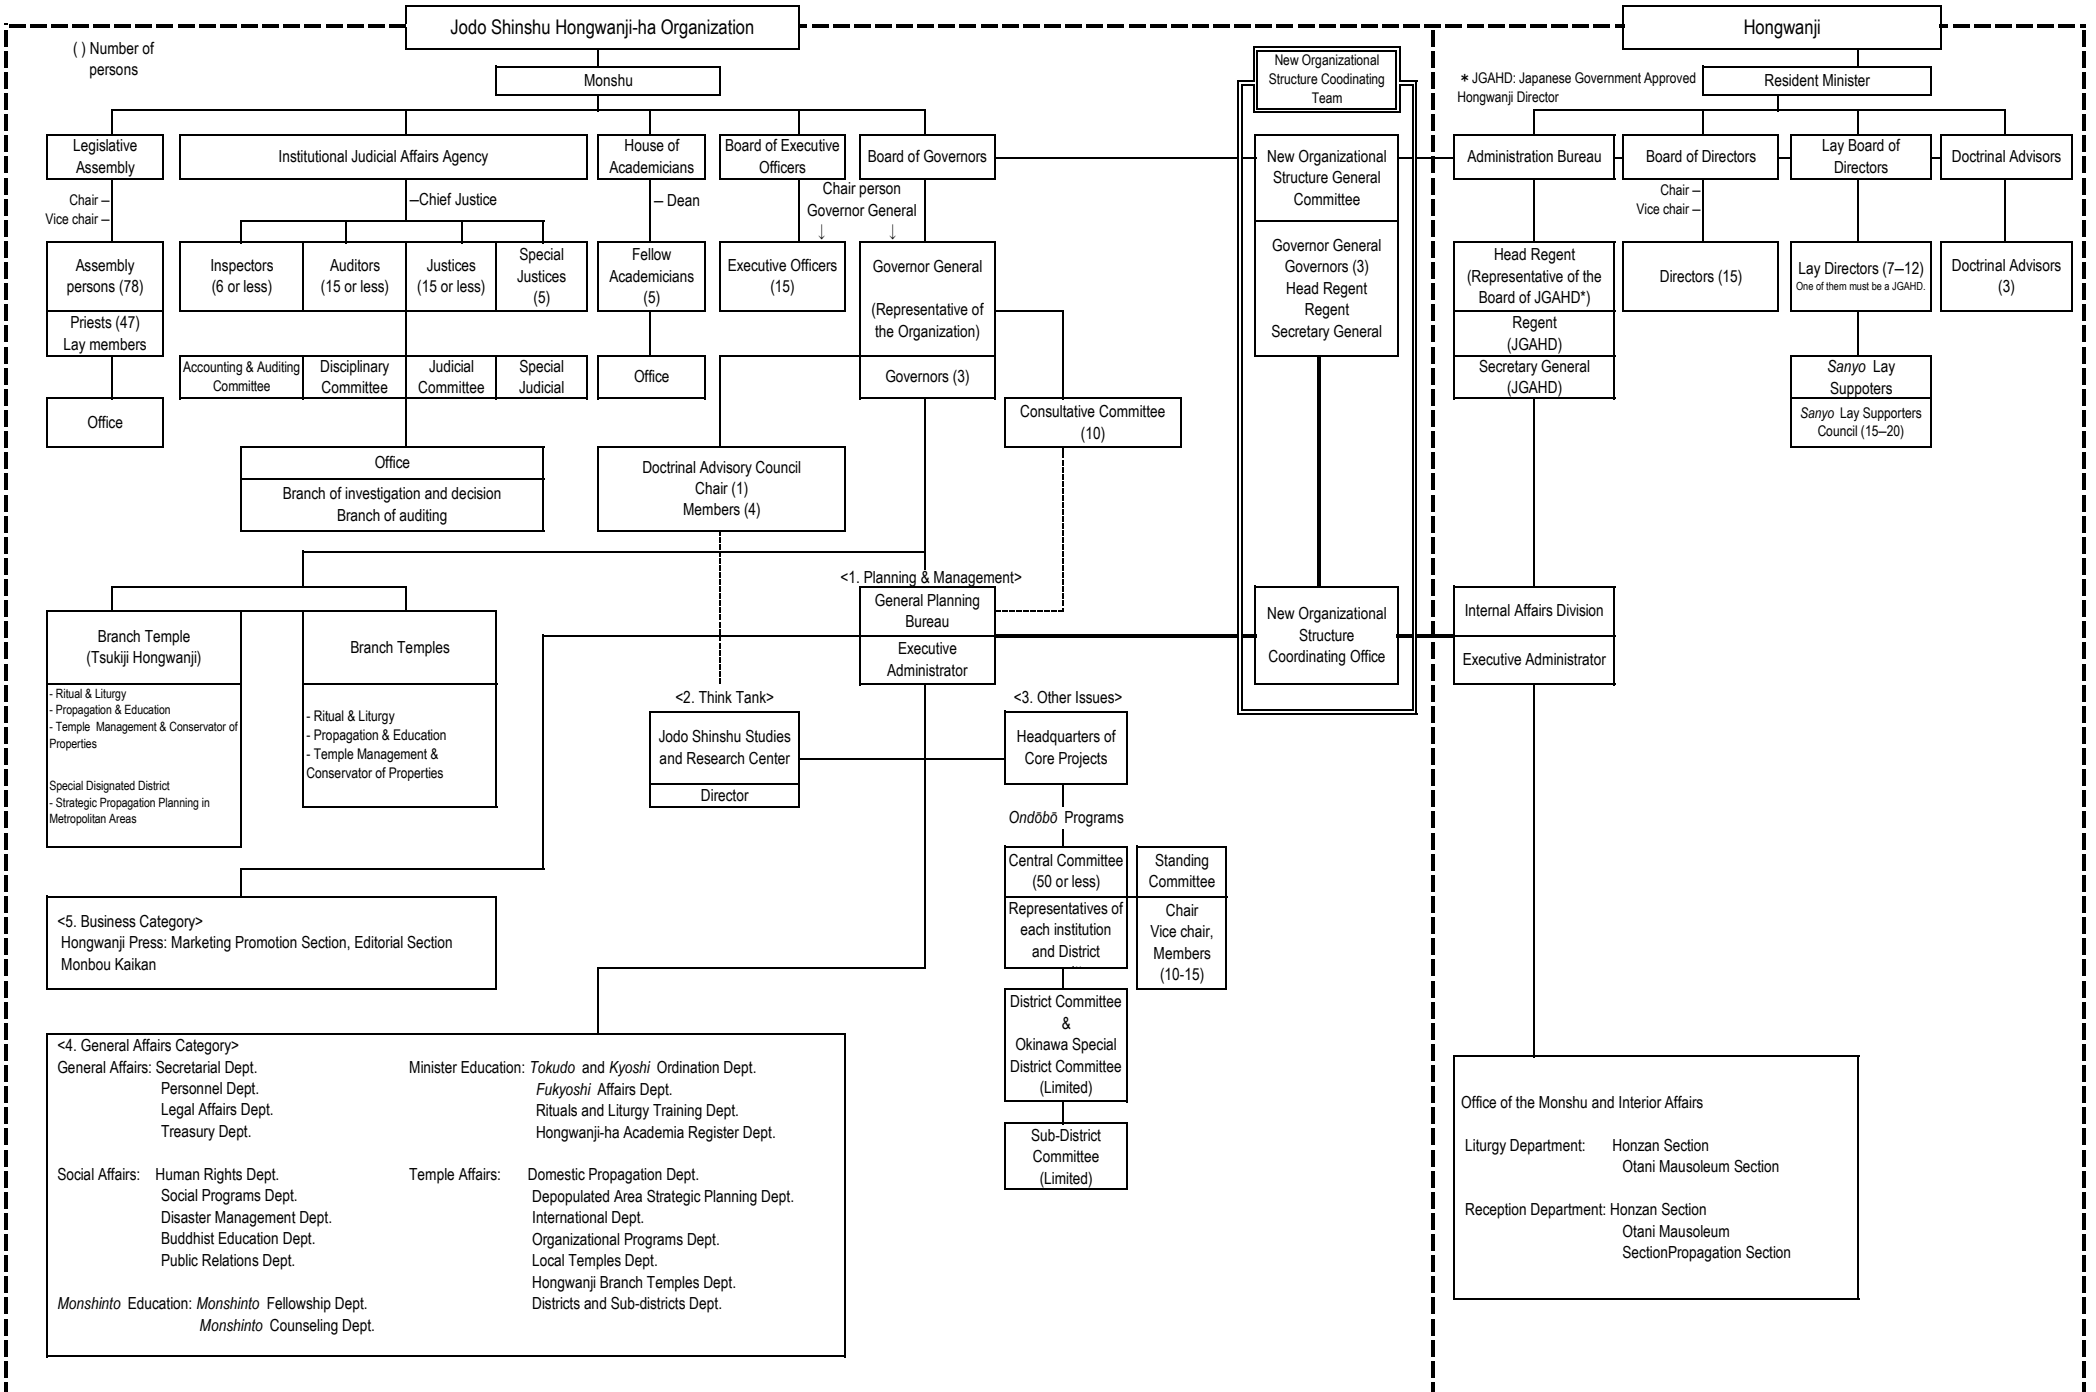 Jodo Shinshu Hongwanji-ha Organization
Hongwanji
( ) Number of
persons
Monshu
New Organizational
Structure Coodinating
Team
* JGAHD: Japanese Government Approved
Hongwanji Director
Resident Minister
Legislative
Assembly
Institutional Judicial Affairs Agency
House of
Academicians
Board of Executive
Officers
Board of Governors
New Organizational
Structure General
Committee
Administration Bureau
Board of Directors
Lay Board of
Directors
Doctrinal Advisors
Chair –
Vice chair –
–Chief Justice
– Dean
Chair person
Governor General
↓ ↓
Chair –
Vice chair –
Assembly
persons (78)
Priests (47)
Lay members
Inspectors
(6 or less)
Auditors
(15 or less)
Justices
(15 or less)
Special
Justices
(5)
Fellow
Academicians
(5)
Executive Officers
(15)
Governor General
(Representative of
the Organization)
Governors (3)
Governor General
Governors (3)
Head Regent
Regent
Secretary General
Head Regent
(Representative of the
Board of JGAHD*)
Regent
(JGAHD)
Secretary General
(JGAHD)
Directors (15)
Lay Directors (7–12)
One of them must be a JGAHD.
Doctrinal Advisors
(3)
Accounting & Auditing
Committee
Disciplinary
Committee
Judicial
Committee
Special
Judicial
Office
Sanyo Lay
Suppoters
Sanyo Lay Supporters
Council (15–20)
Office
Consultative Committee
(10)
Office
Branch of investigation and decision
Branch of auditing
Doctrinal Advisory Council
Chair (1)
Members (4)
<1. Planning & Management>
General Planning
Bureau
Executive
Administrator
New Organizational
Structure
Coordinating Office
Internal Affairs Division
Executive Administrator
Branch Temple
(Tsukiji Hongwanji)
- Ritual & Liturgy
- Propagation & Education
- Temple Management & Conservator of
Properties
Special Disignated District
- Strategic Propagation Planning in
Metropolitan Areas
Branch Temples
- Ritual & Liturgy
- Propagation & Education
- Temple Management &
Conservator of Properties
<2. Think Tank>
Jodo Shinshu Studies
and Research Center
Director
<3. Other Issues>
Headquarters of
Core Projects
Ondōbō Programs
Central Committee
(50 or less)
Representatives of
each institution
and District
Standing
Committee
Chair
Vice chair,
Members
(10-15)
District Committee
&
Okinawa Special
District Committee
(Limited)
Sub-District
Committee
(Limited)
<5. Business Category>
Hongwanji Press: Marketing Promotion Section, Editorial Section
Monbou Kaikan
<4. General Affairs Category>
General Affairs: Secretarial Dept.
Personnel Dept.
Legal Affairs Dept.
Treasury Dept.
Social Affairs: Human Rights Dept.
Social Programs Dept.
Disaster Management Dept.
Buddhist Education Dept.
Public Relations Dept.
Monshinto Education: Monshinto Fellowship Dept.
Monshinto Counseling Dept.
Minister Education: Tokudo and Kyoshi Ordination Dept.
Fukyoshi Affairs Dept.
Rituals and Liturgy Training Dept.
Hongwanji-ha Academia Register Dept.
Temple Affairs: Domestic Propagation Dept.
Depopulated Area Strategic Planning Dept.
International Dept.
Organizational Programs Dept.
Local Temples Dept.
Hongwanji Branch Temples Dept.
Districts and Sub-districts Dept.
Office of the Monshu and Interior Affairs
Liturgy Department: Honzan Section
Otani Mausoleum Section
Reception Department: Honzan Section
Otani Mausoleum
SectionPropagation Section